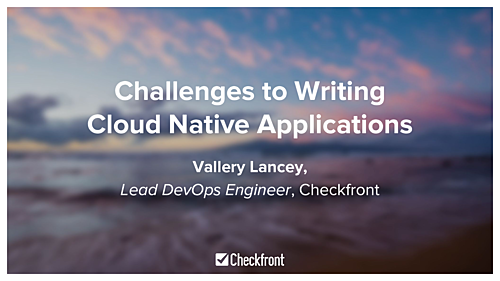 Challenges to Writing
Cloud Native Applications
Vallery Lancey,
Lead DevOps Engineer, Checkfront
Checkfront